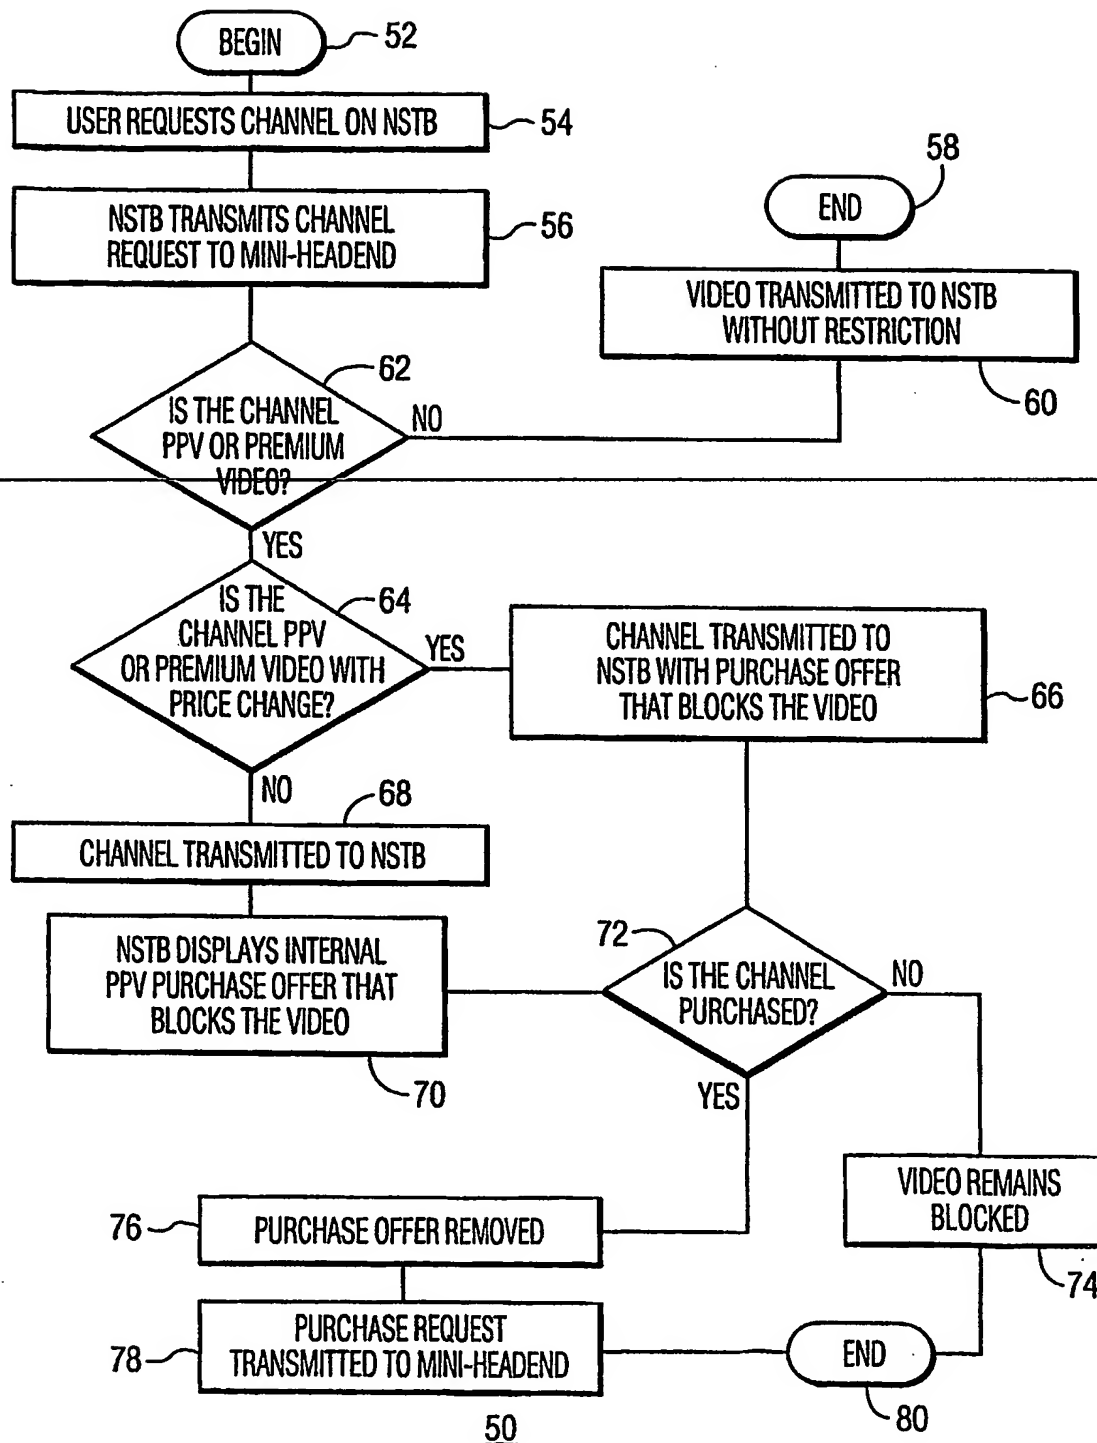 BEGIN
52
USER REQUESTS CHANNEL ON NSTB
54
NSTB TRANSMITS CHANNEL
REQUEST TO MINI-HEADEND
56
58
END
VIDEO TRANSMITTED TO NSTB
WITHOUT RESTRICTION
60
62
IS THE CHANNEL
PPV OR PREMIUM
VIDEO?
NO
YES
64
IS THE
CHANNEL PPV
OR PREMIUM VIDEO WITH
PRICE CHANGE?
YES
CHANNEL TRANSMITTED TO
NSTB WITH PURCHASE OFFER
THAT BLOCKS THE VIDEO
66
NO
68
CHANNEL TRANSMITTED TO NSTB
NSTB DISPLAYS INTERNAL
PPV PURCHASE OFFER THAT
BLOCKS THE VIDEO
70
72
IS THE CHANNEL
PURCHASED?
NO
YES
VIDEO REMAINS
BLOCKED
74
76
PURCHASE OFFER REMOVED
78
PURCHASE REQUEST
TRANSMITTED TO MINI-HEADEND
END
80
50